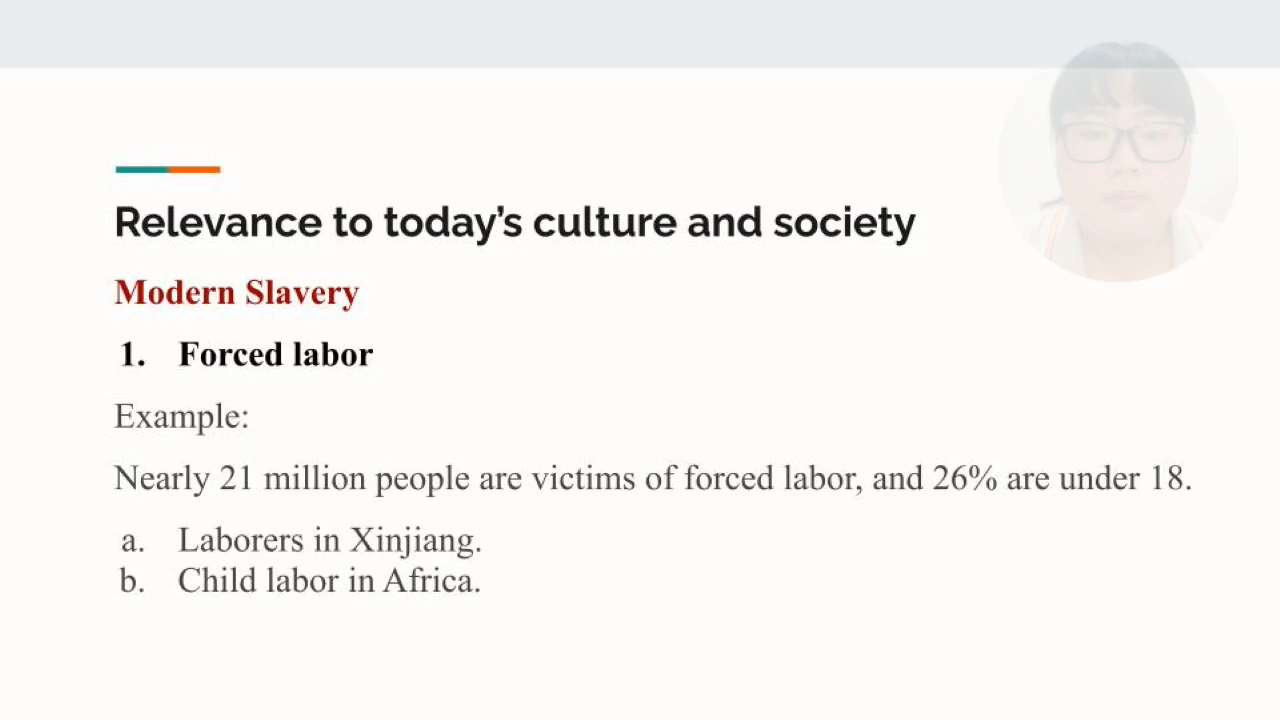 Relevance to today’s culture and society
Modern Slavery
1. Forced labor
Example:
Nearly 21 million people are victims of forced labor, and 26% are under 18.
a. Laborers in Xinjiang.
b. Child labor in Africa.